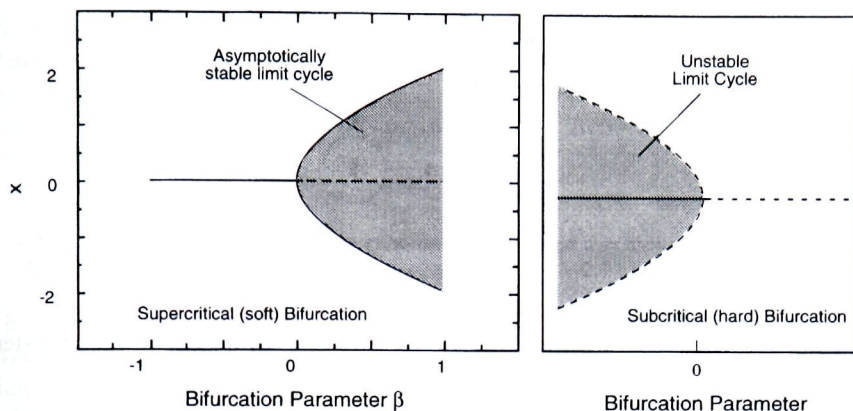 Asymptotically
stable limit cycle
2
x
0
-2
Supercritical (soft) Bifurcation
-1
0
1
Bifurcation Parameter β
Unstable
Limit Cycle
Subcritical (hard) Bifurcation
0
Bifurcation Parameter